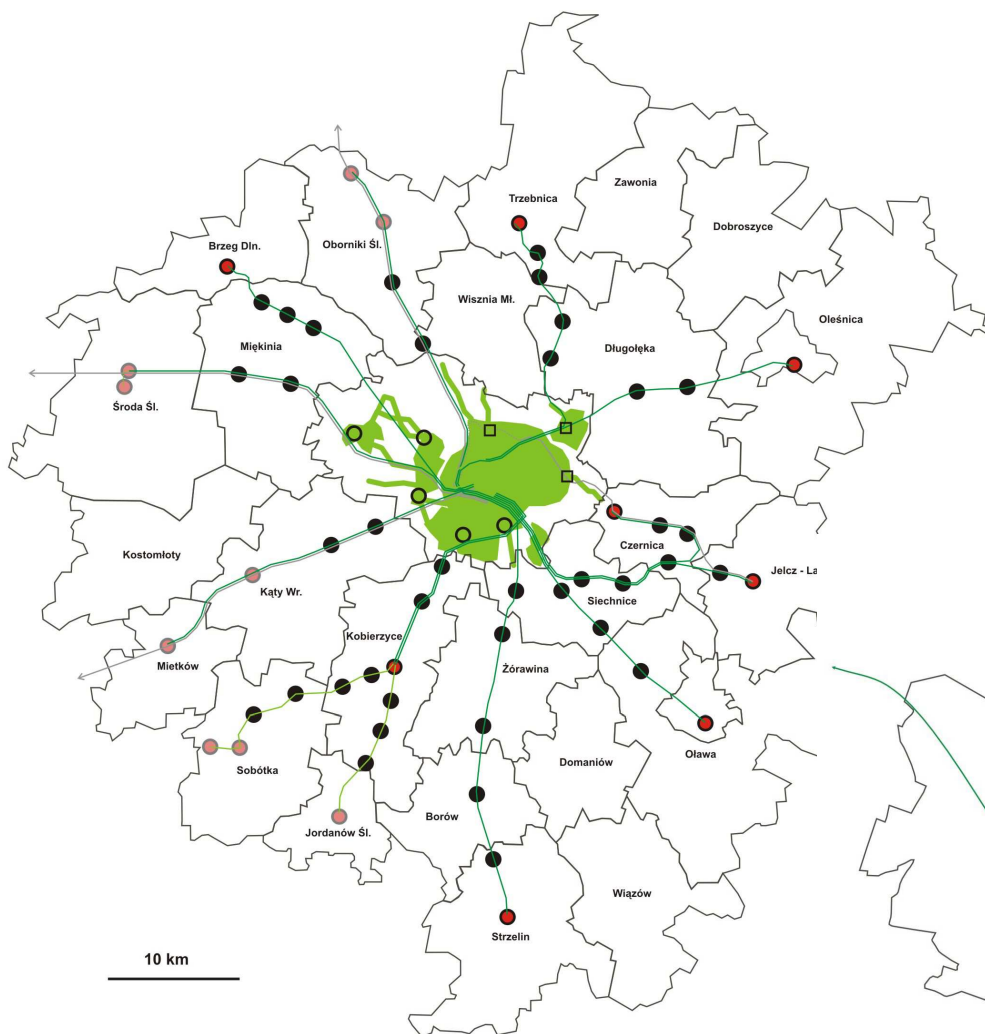 Zawonia
Trzebnica
Dobroszyce
Oborniki Śl.
Brzeg Dln.
Wisznia Mł.
Oleśnica
Miękinia
Długołęka
Środa Śl.
Czernica
Kostomłoty
Jelcz - La
Kąty Wr.
Siechnice
Kobierzyce
Mietków
Żórawina
Oława
Domaniów
Sobótka
Borów
Jordanów Śl.
Wiązów
Strzelin
10 km